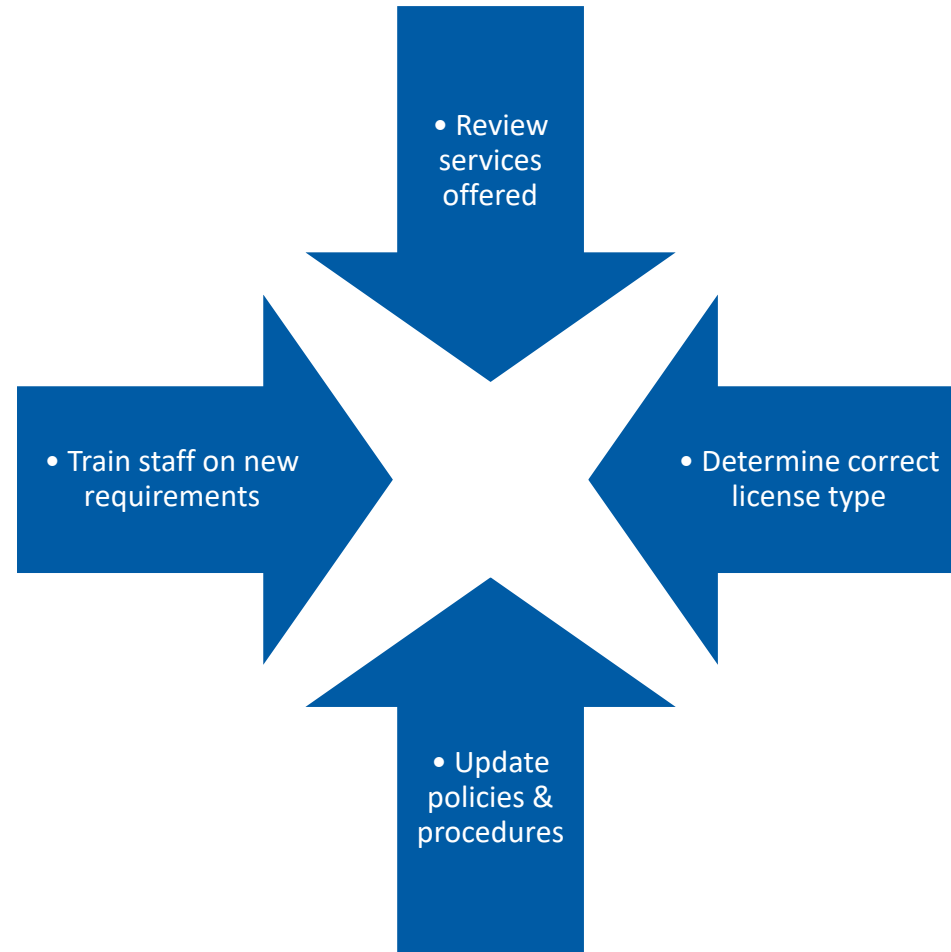 • Review
services
offered
• Train staff on new
requirements
• Determine correct
license type
• Update
policies &
procedures